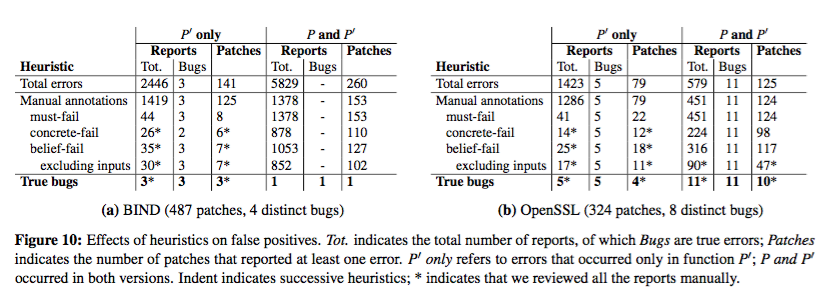 P′ only P and P′
Reports Patches Reports Patches
Heuristic Tot. Bugs Tot. Bugs
Total errors 2446 3 141 5829 - 260
Manual annotations 1419 3 125 1378 - 153
must-fail 44 3 8 1378 - 153
concrete-fail 26* 2 6* 878 - 110
belief-fail 35* 3 7* 1053 - 127
excluding inputs 30* 3 7* 852 - 102
True bugs 3* 3 3* 1 1 1
(a) BIND (487 patches, 4 distinct bugs)
P′ only P and P′
Reports Patches Reports Patches
Heuristic Tot. Bugs Tot. Bugs
Total errors 1423 5 79 579 11 125
Manual annotations 1286 5 79 451 11 124
must-fail 41 5 22 451 11 124
concrete-fail 14* 5 12* 224 11 98
belief-fail 25* 5 18* 316 11 117
excluding inputs 17* 5 11* 90* 11 47*
True bugs 5* 5 4* 11* 11 10*
(b) OpenSSL (324 patches, 8 distinct bugs)
Figure 10: Effects of heuristics on false positives. Tot. indicates the total number of reports, of which Bugs are true errors; Patches
indicates the number of patches that reported at least one error. P′ only refers to errors that occurred only in function P′; P and P′
occurred in both versions. Indent indicates successive heuristics; * indicates that we reviewed all the reports manually.